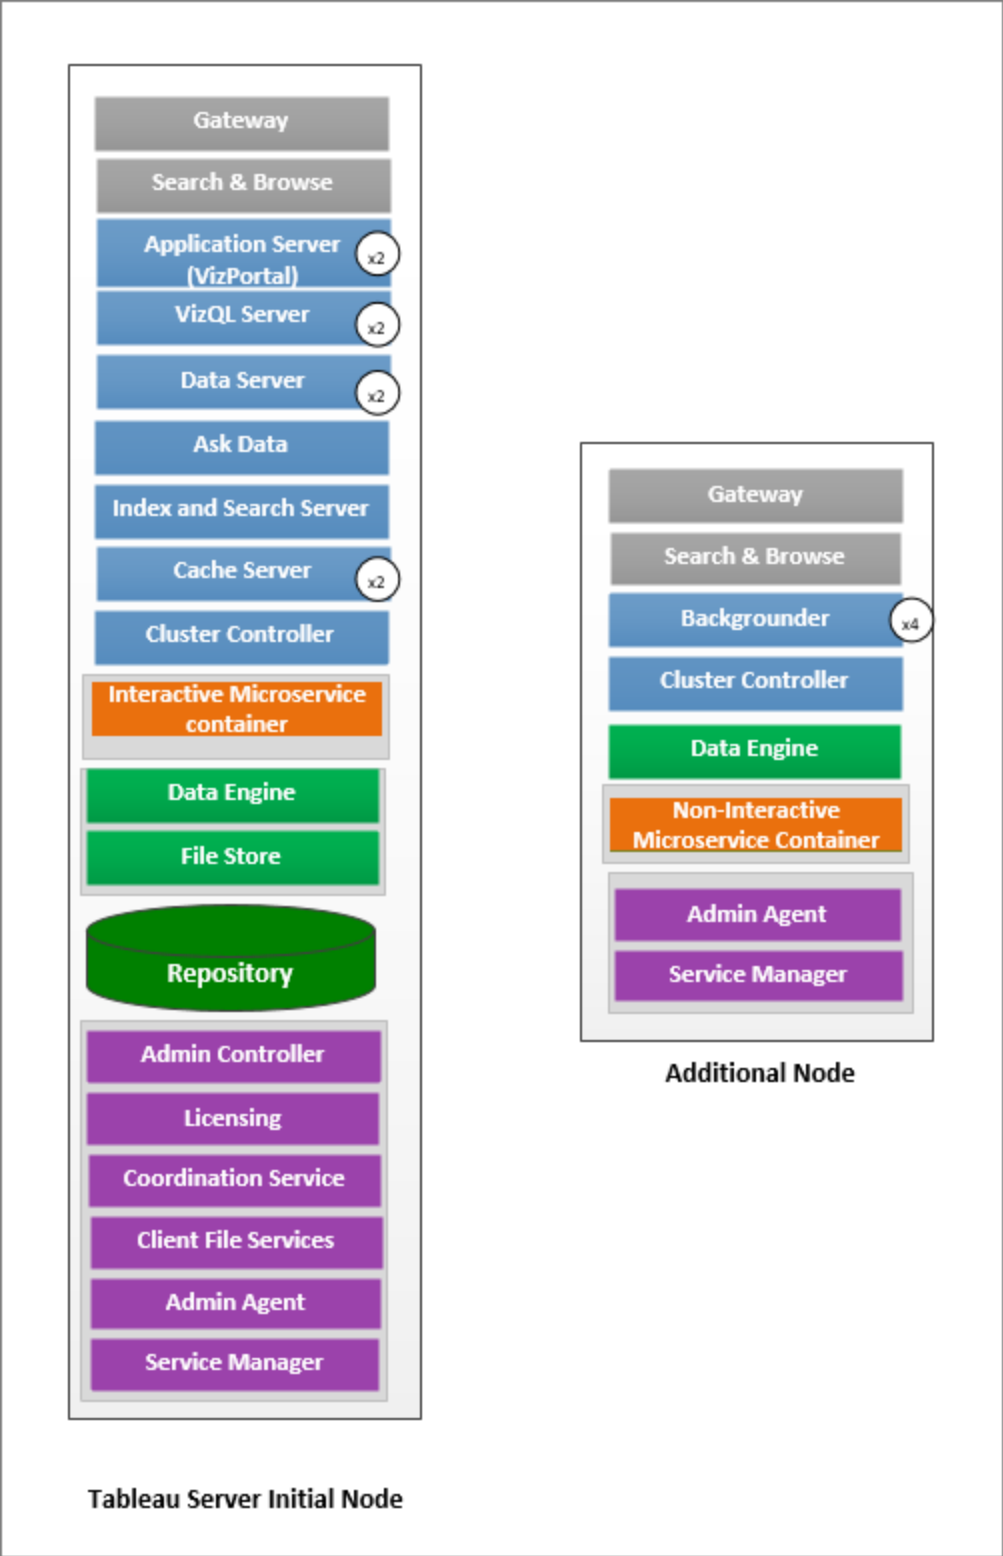 Gateway
Search & Browse
Application Server
(VizPortal)
x2
VizQL Server
x2
Data Server
x2
Ask Data
Index and Search Server
Cache Server
x2
Cluster Controller
Interactive Microservice
container
Data Engine
File Store
Repository
Admin Controller
Licensing
Coordination Service
Client File Services
Admin Agent
Service Manager
Tableau Server Initial Node
Gateway
Search & Browse
Backgrounder
x4
Cluster Controller
Data Engine
Non-Interactive
Microservice Container
Admin Agent
Service Manager
Additional Node